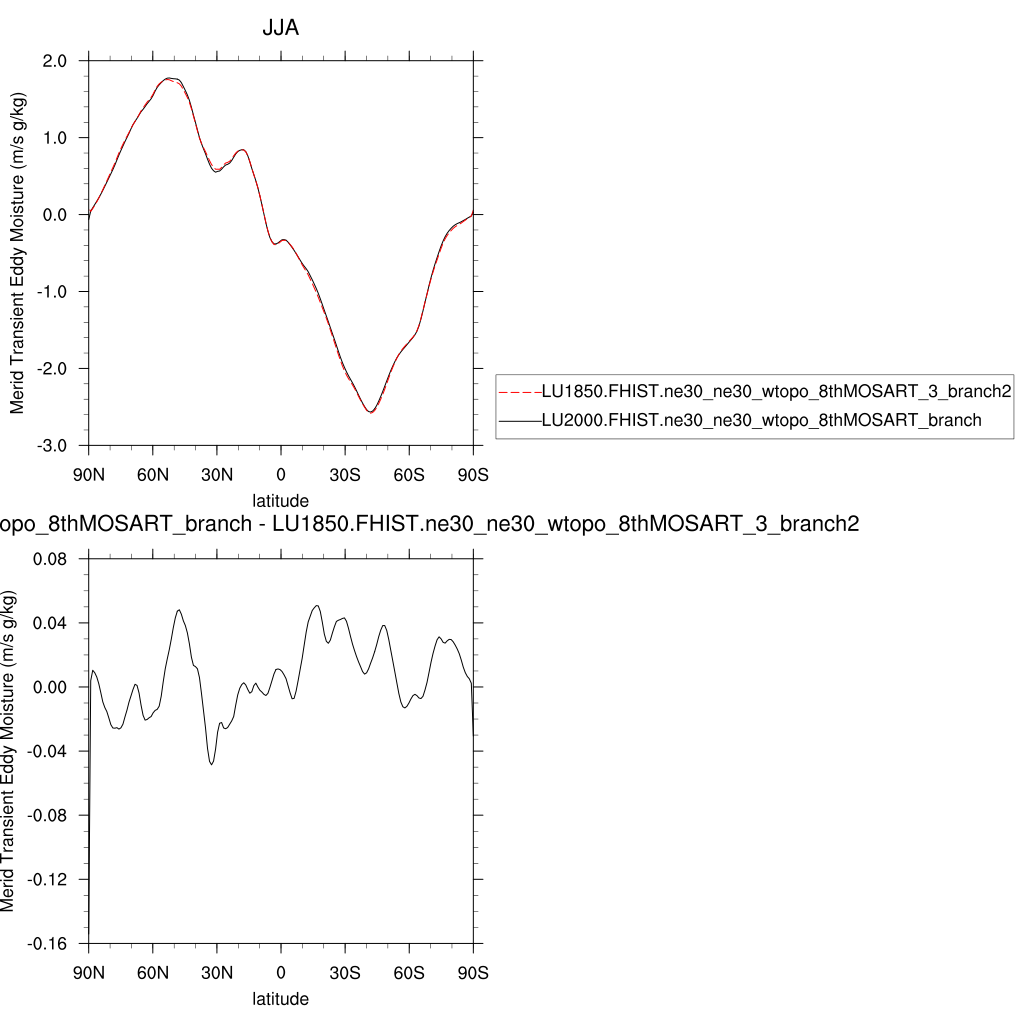 JJA
Merid Transient Eddy Moisture (m/s g/kg)
2.0
1.0
0.0
-1.0
-2.0
-3.0
90N 60N 30N 0 30S 60S 90S
latitude
LU1850.FHIST.ne30_ne30_wtopo_8thMOSART_3_branch2
LU2000.FHIST.ne30_ne30_wtopo_8thMOSART_branch
opo_8thMOSART_branch - LU1850.FHIST.ne30_ne30_wtopo_8thMOSART_3_branch2
Merid Transient Eddy Moisture (m/s g/kg)
0.08
0.04
0.00
-0.04
-0.08
-0.12
-0.16
90N 60N 30N 0 30S 60S 90S
latitude